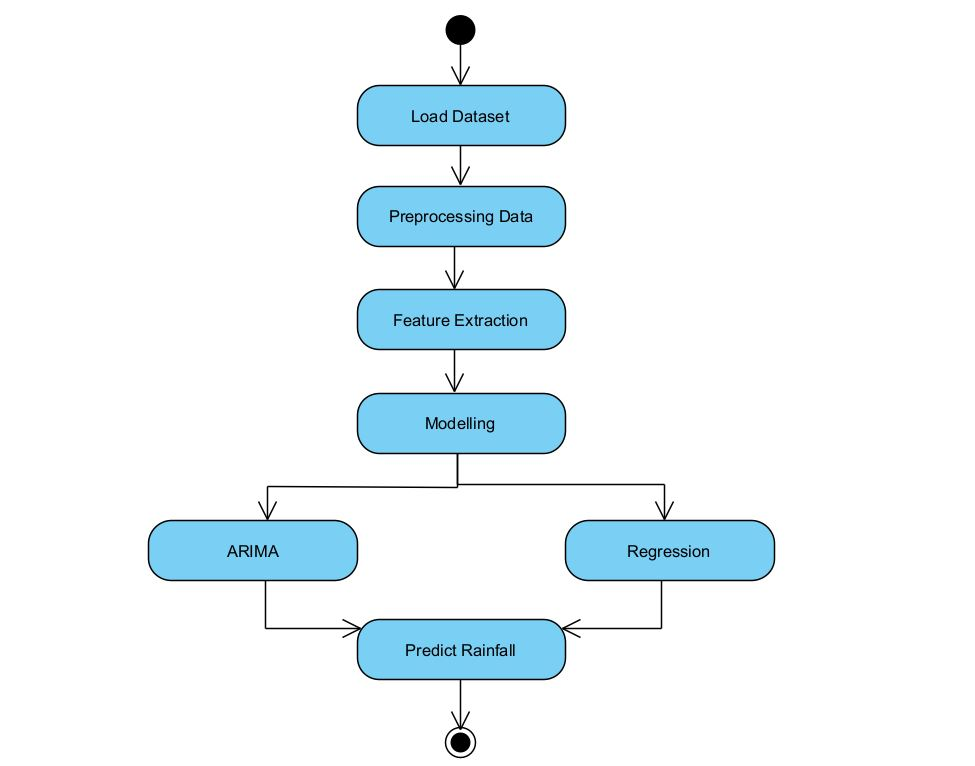 Load Dataset
Preprocessing Data
Feature Extraction
Modelling
ARIMA
Regression
Predict Rainfall